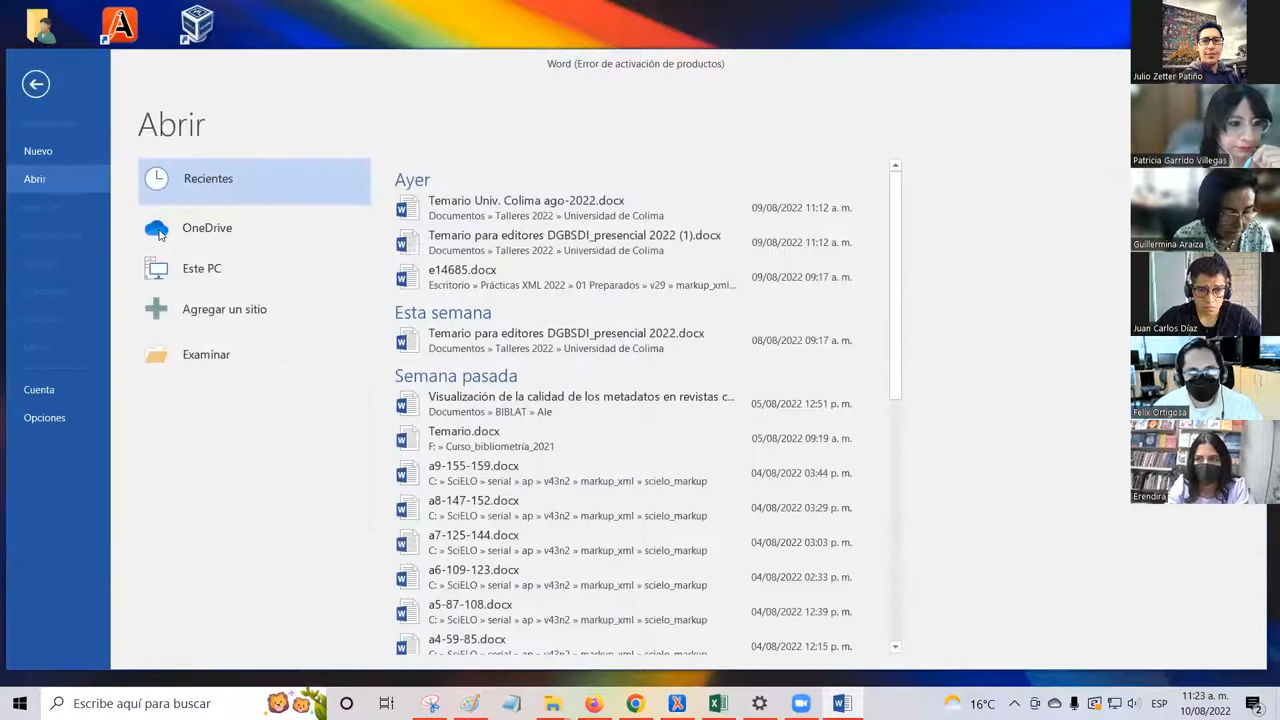 Word (Error de activación de productos)
Julio Zetter Patiño
Abrir
Nuevo
Abrir
Cuenta
Opciones
Recientes
OneDrive
Este PC
Agregar un sitio
Examinar
Ayer
Temario Univ. Colima ago-2022.docx
Documentos » Talleres 2022 » Universidad de Colima
09/08/2022 11:12 a. m.
Temario para editores DGBSDI_presencial 2022 (1).docx
Documentos » Talleres 2022 » Universidad de Colima
09/08/2022 11:12 a. m.
e14685.docx
Escritorio » Prácticas XML 2022 » 01 Preparados » v29 » markup_xml...
09/08/2022 09:17 a. m.
Esta semana
Temario para editores DGBSDI_presencial 2022.docx
Documentos » Talleres 2022 » Universidad de Colima
08/08/2022 09:17 a. m.
Semana pasada
Visualización de la calidad de los metadatos en revistas c...
Documentos » BIBLAT » Ale
05/08/2022 12:51 p. m.
Temario.docx
F: » Curso_bibliometría_2021
05/08/2022 09:19 a. m.
a9-155-159.docx
C: » SciELO » serial » ap » v43n2 » markup_xml » scielo_markup
04/08/2022 03:44 p. m.
a8-147-152.docx
C: » SciELO » serial » ap » v43n2 » markup_xml » scielo_markup
04/08/2022 03:29 p. m.
a7-125-144.docx
C: » SciELO » serial » ap » v43n2 » markup_xml » scielo_markup
04/08/2022 03:03 p. m.
a6-109-123.docx
C: » SciELO » serial » ap » v43n2 » markup_xml » scielo_markup
04/08/2022 02:33 p. m.
a5-87-108.docx
C: » SciELO » serial » ap » v43n2 » markup_xml » scielo_markup
04/08/2022 12:39 p. m.
a4-59-85.docx
04/08/2022 12:15 p. m.
Patricia Garrido Villegas
Guillermina Araiza
Juan Carlos Díaz
Felix Ortigosa
Erendira
Escribe aquí para buscar
16°C
ESP
11:23 a. m.
10/08/2022
2